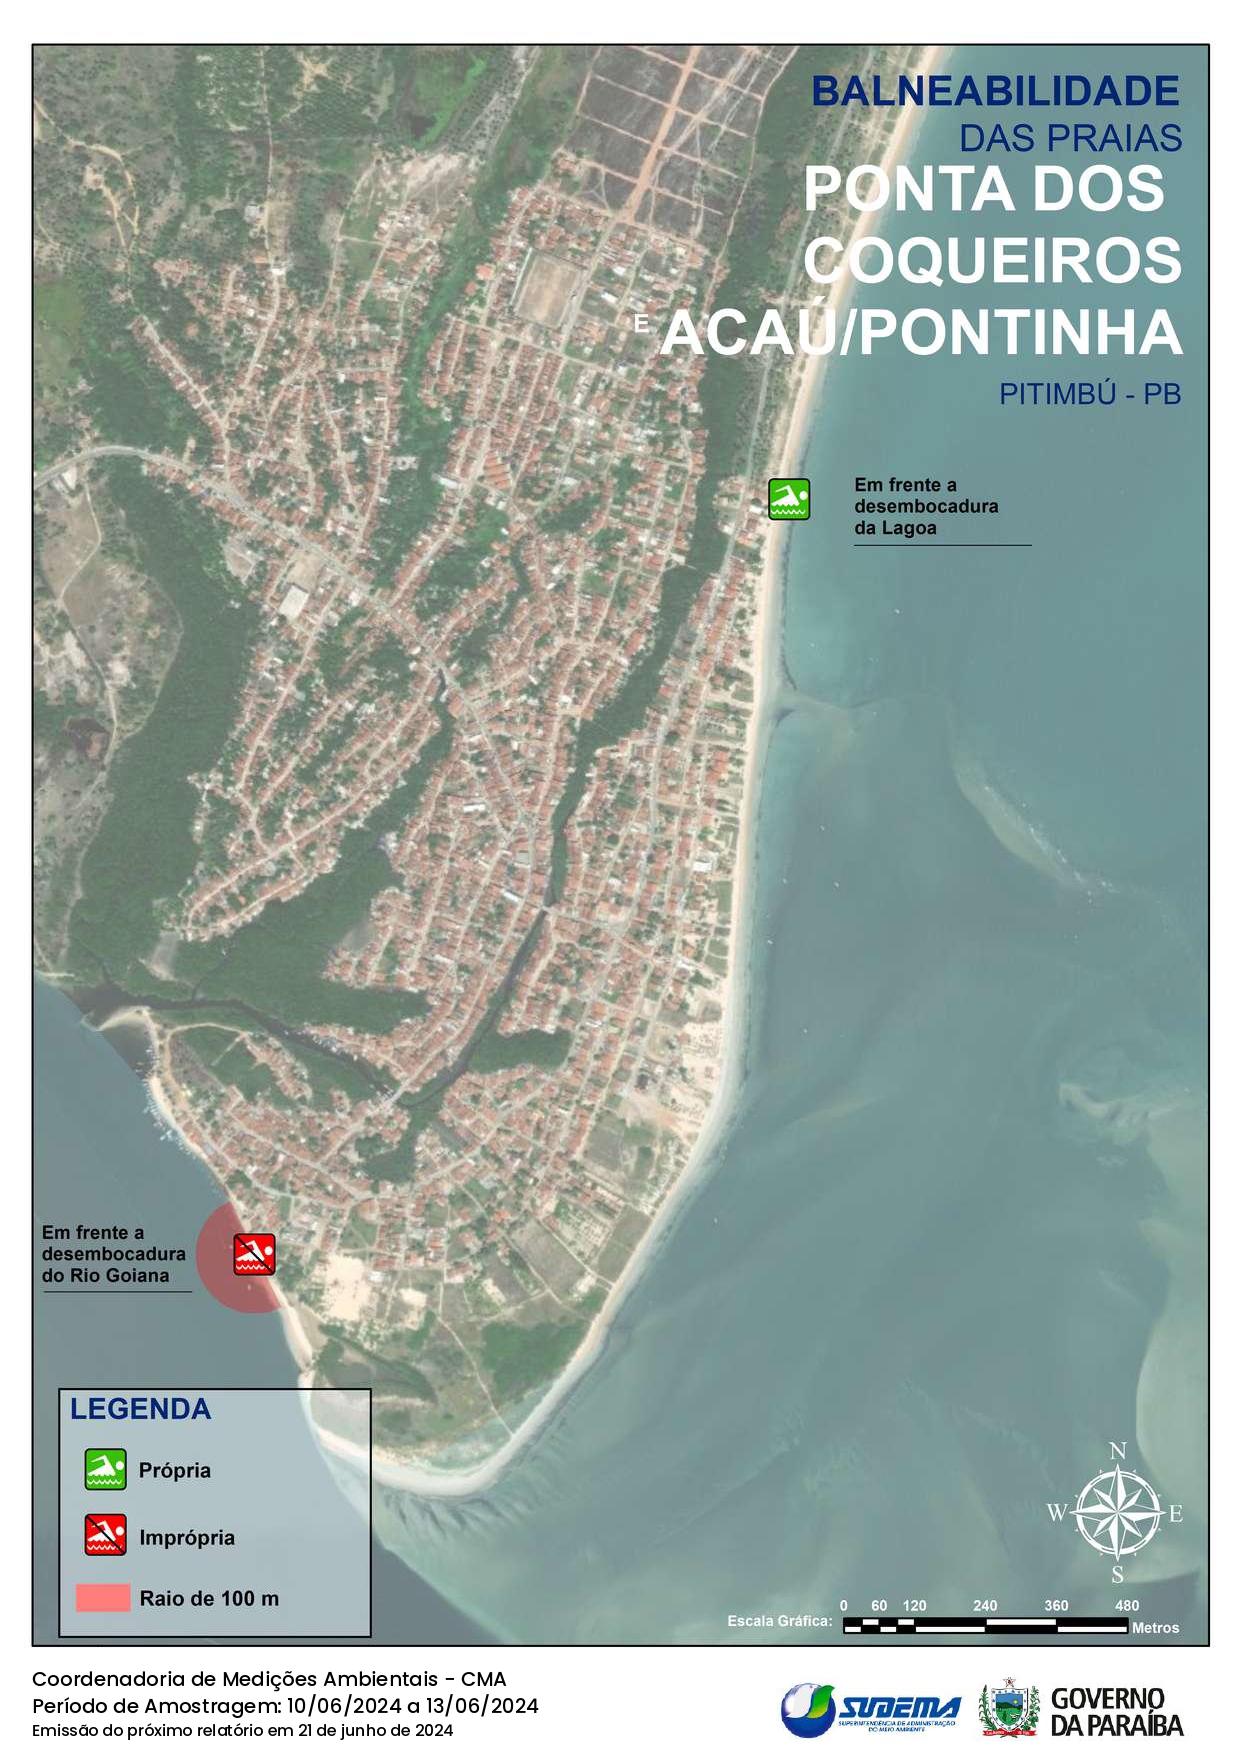 BALNEABILIDADE
DAS PRAIAS
PONTA DOS
COQUEIROS
E ACAÚ/PONTINHA
PITIMBÚ - PB
Em frente a
desembocadura
da Lagoa
Em frente a
desembocadura
do Rio Goiana
LEGENDA
Própria
Imprópria
Raio de 100 m
N
W E
S
0 60 120 240 360 480
Escala Gráfica: Metros
Coordenadoria de Medições Ambientais - CMA
Período de Amostragem: 10/06/2024 a 13/06/2024
Emissão do próximo relatório em 21 de junho de 2024
SUDEMA
SUPERINTENDÊNCIA DE ADMINISTRAÇÃO
DO MEIO AMBIENTE
GOVERNO
DA PARAÍBA